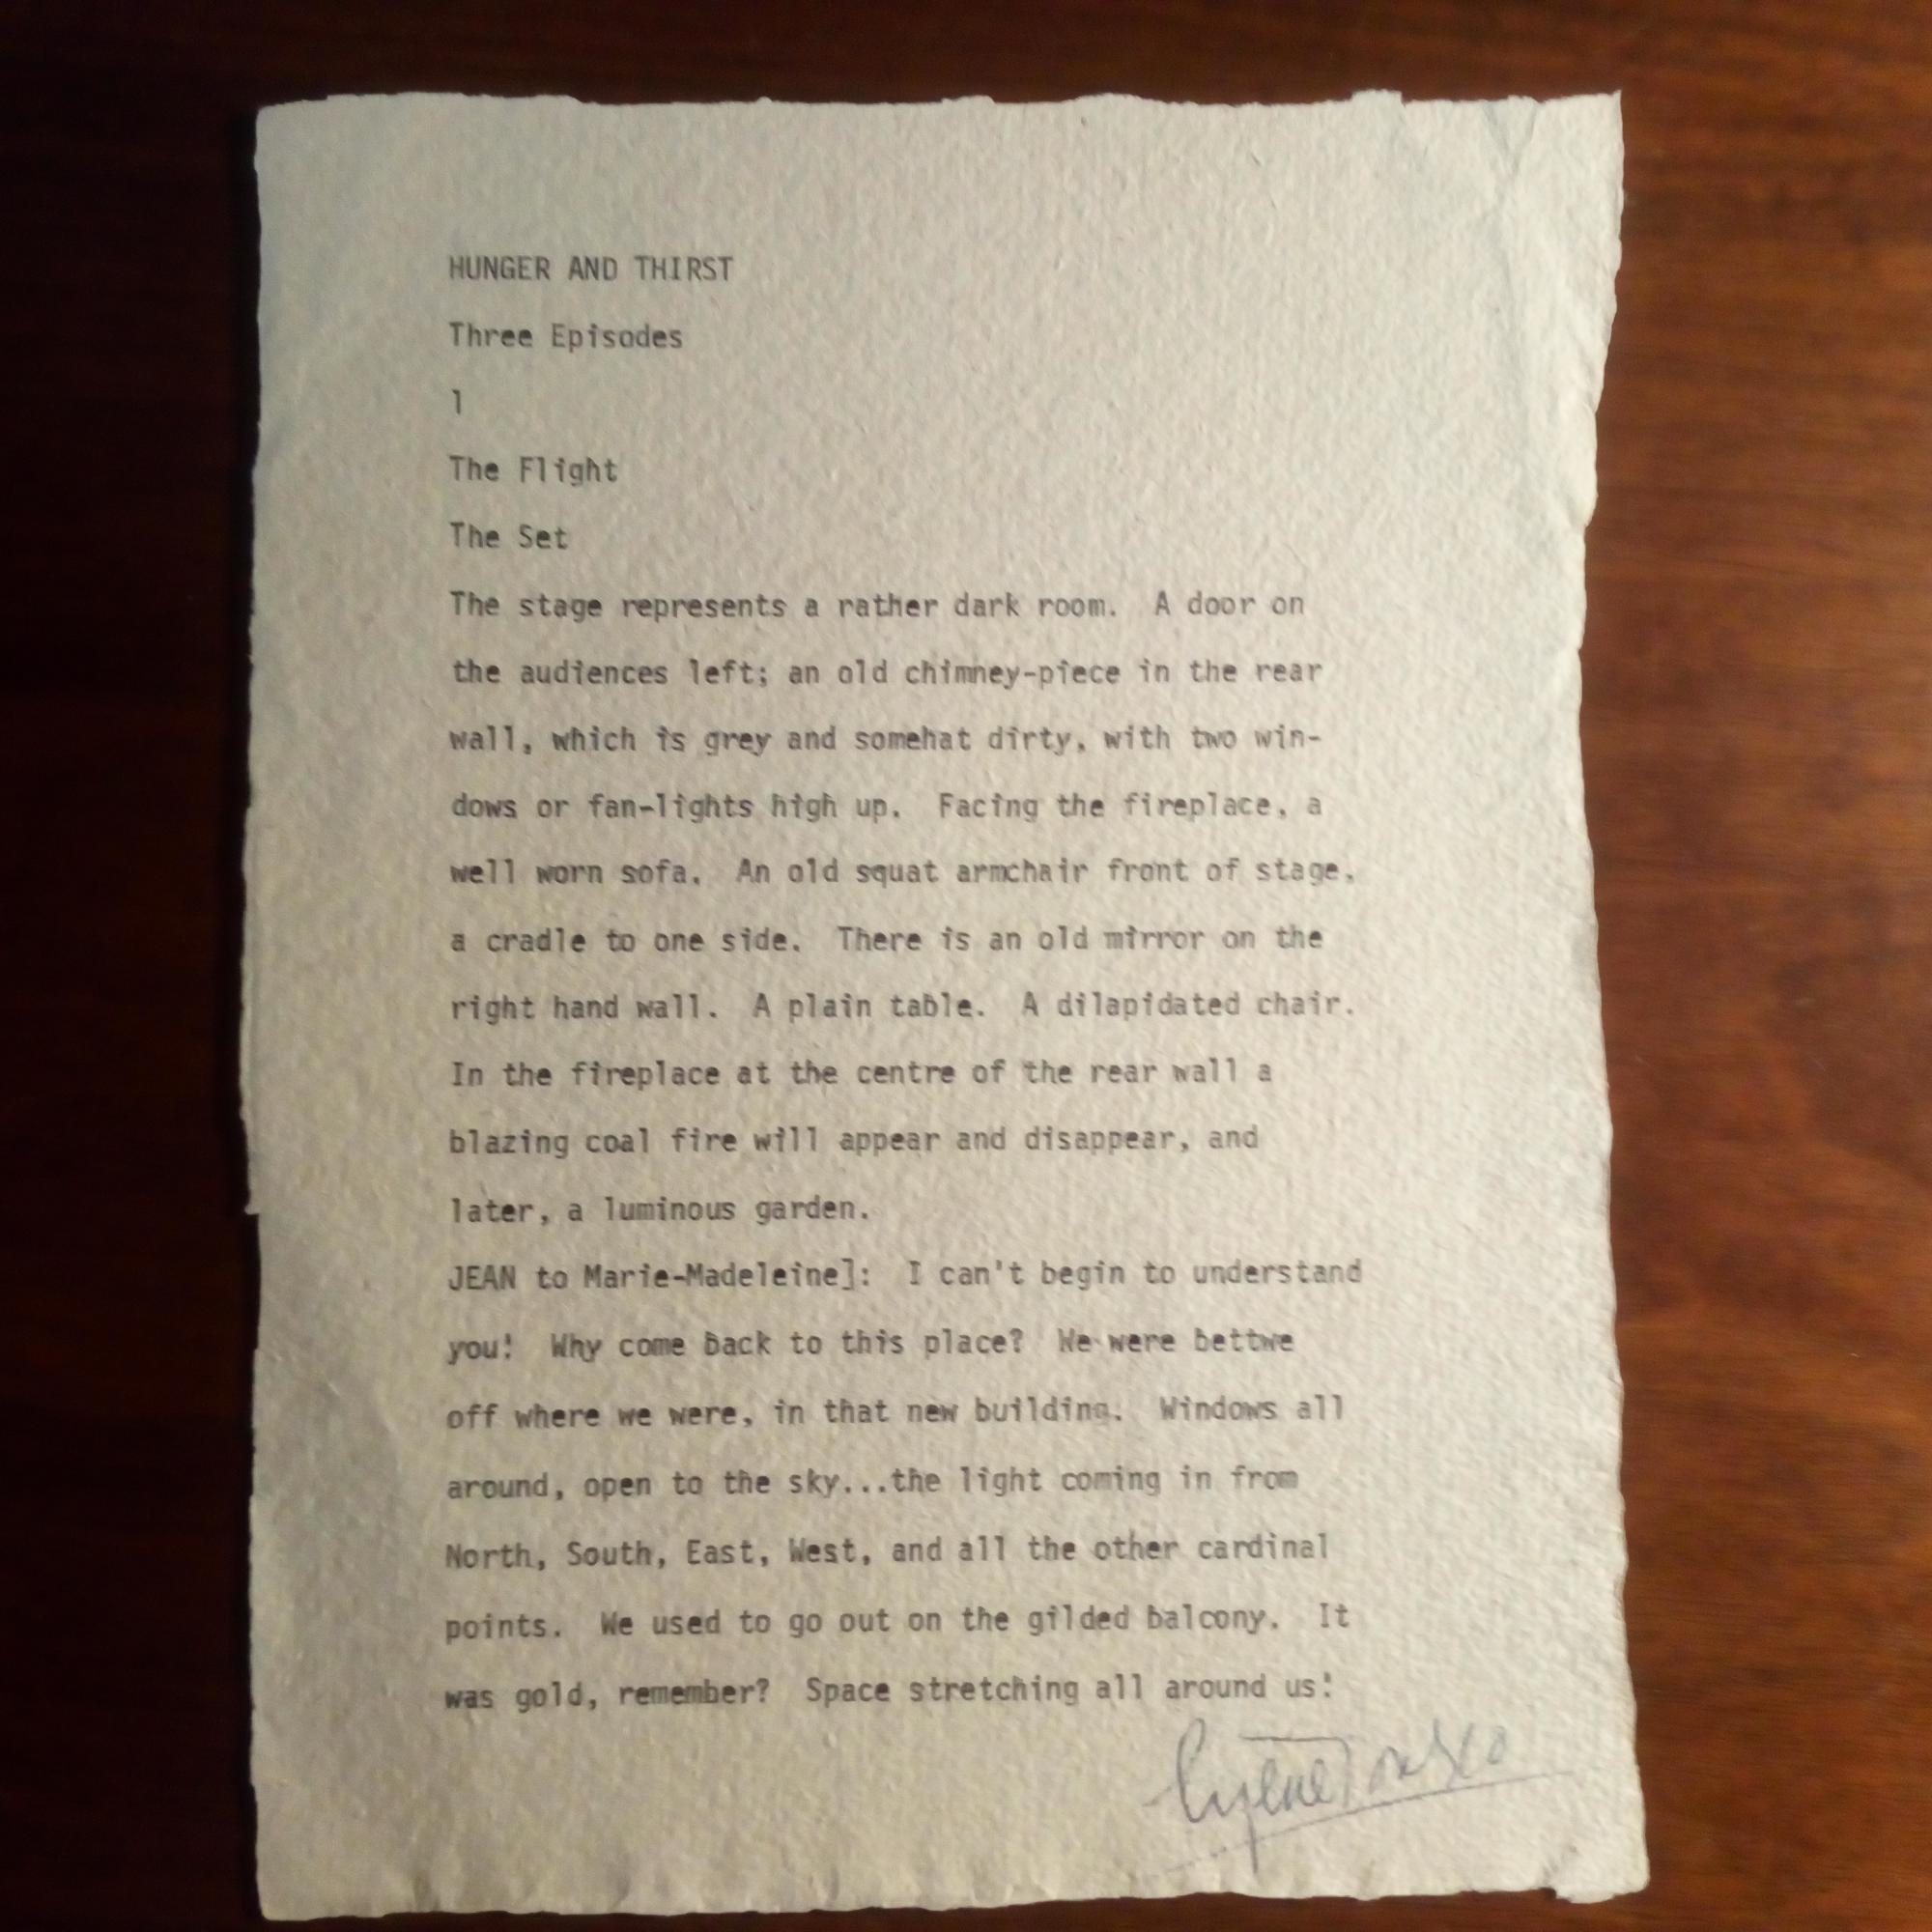 HUNGER AND THIRST
Three Episodes
1
The Flight
The Set
The stage represents a rather dark room.  A door on
the audiences left; an old chimney-piece in the rear
wall, which is grey and somehat dirty, with two win-
dows or fan-lights high up.  Facing the fireplace, a
well worn sofa.  An old squat armchair front of stage,
a cradle to one side.  There is an old mirror on the
right hand wall.  A plain table.  A dilapidated chair.
In the fireplace at the centre of the rear wall a
blazing coal fire will appear and disappear, and
later, a luminous garden.
JEAN to Marie-Madeleine]:  I can't begin to understand
you!  Why come back to this place?  We were bettwe
off where we were, in that new building.  Windows all
around, open to the sky...the light coming in from
North, South, East, West, and all the other cardinal
points.  We used to go out on the gilded balcony.  It
was gold, remember?  Space stretching all around us!
Eugène Ionesco